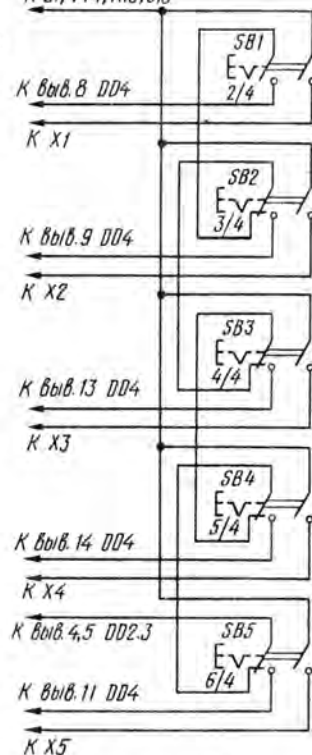 SB1
2/4
К выв. 8 DD4
К X1
SB2
3/4
К выв. 9 DD4
К X2
SB3
4/4
К выв. 13 DD4
К X3
SB4
5/4
К выв. 14 DD4
К X4
К выв. 4,5 DD2.3
SB5
6/4
К выв. 11 DD4
К X5